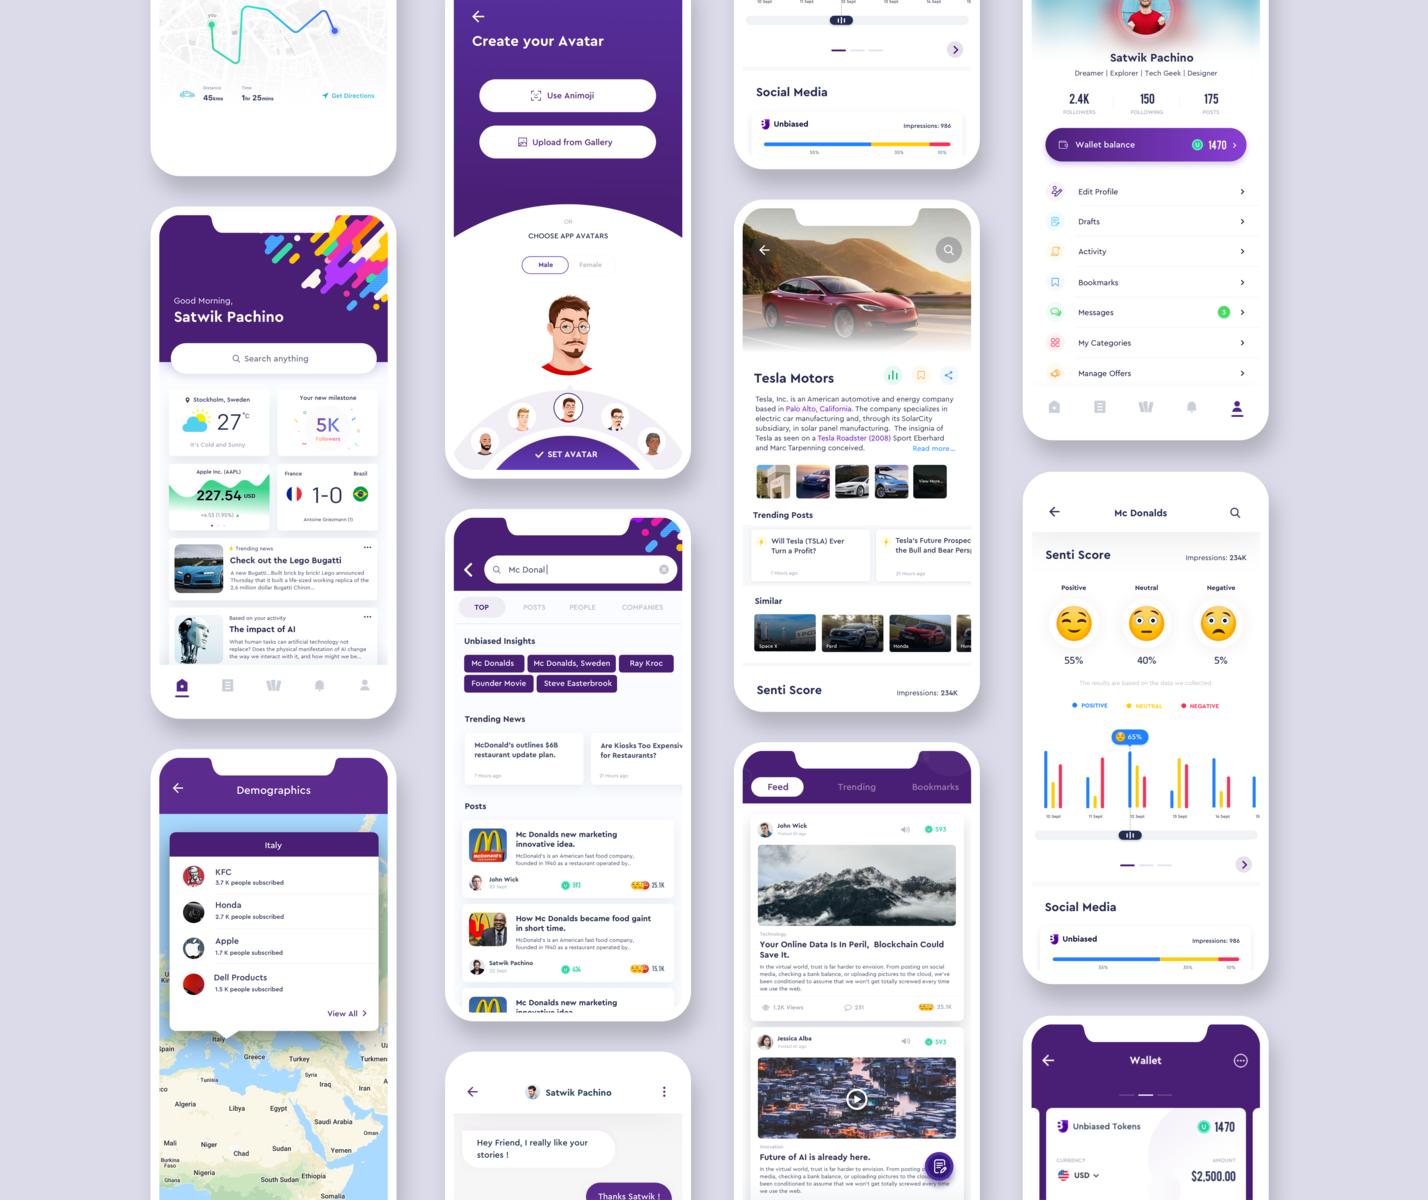 you
Distance
45kms
Time
1hr 25mins
Get Directions
Good Morning,
Satwik Pachino
Search anything
Stockholm, Sweden
27°C
It's Cold and Sunny
Your new milestone
5K
Followers
Apple Inc. (AAPL)
227.54 USD
+4.53 (1.95%)
France
Brazil
1-0
Antoine Griezmann (1)
Trending news
Check out the Lego Bugatti
A new Bugatti...Built brick by brick! Lego announced
Thursday that it built a life-sized working replica of the
2.6 million dollar Bugatti Chiron...
Based on your activity
The impact of AI
What human tasks can artificial technology not
replace? Does the physical manifestation of AI change
the way we interact with it, and how might we be...
Demographics
Italy
KFC
3.7 K people subscribed
Honda
2.7 K people subscribed
Apple
1.7 K people subscribed
Dell Products
1.5 K people subscribed
View All
Italy
Spain
Greece
Turkey
Turkmen
Tunisia
Syria
Iraq
Iran
Algeria
Libya
Egypt
Saudi Arabia
Oman
Mali
Niger
Chad
Sudan
Yemen
Burkina
Faso
Nigeria
Ghana
South Sudan
Ethiopia
Somalia
Create your Avatar
Use Animoji
Upload from Gallery
OR
CHOOSE APP AVATARS
Male
Female
SET AVATAR
Mc Donal
TOP
POSTS
PEOPLE
COMPANIES
Unbiased Insights
Mc Donalds
Mc Donalds, Sweden
Ray Kroc
Founder Movie
Steve Easterbrook
Trending News
McDonald's outlines $6B
restaurant update plan.
7 Hours ago
Are Kiosks Too Expensiv
for Restaurants?
21 Hours ago
Posts
Mc Donalds new marketing
innovative idea.
McDonald's is an American fast food company,
founded in 1940 as a restaurant operated by..
John Wick
20 Sept
593
25.1K
How Mc Donalds became food gaint
in short time.
McDonald's is an American fast food company,
founded in 1940 as a restaurant operated by..
Satwik Pachino
20 Sept
434
15.1K
Mc Donalds new marketing
innovative idea
Satwik Pachino
Hey Friend, I really like your
stories !
Thanks Satwik !
10 Sept
11 Sept
12 Sept
13 Sept
14 Sept
Social Media
Unbiased
Impressions: 986
55%
35%
10%
Tesla Motors
Tesla, Inc. is an American automotive and energy company
based in Palo Alto, California. The company specializes in
electric car manufacturing and, through its SolarCity
subsidiary, in solar panel manufacturing. The insignia of
Tesla as seen on a Tesla Roadster (2008) Sport Eberhard
and Marc Tarpenning conceived.
Read more...
View More...
Trending Posts
Will Tesla (TSLA) Ever
Turn a Profit?
7 Hours ago
Tesla's Future Prospec
the Bull and Bear Persp
21 Hours ago
Similar
Space X
Ford
Honda
Senti Score
Impressions: 234K
Feed
Trending
Bookmarks
John Wick
593
Technology
Your Online Data Is In Peril, Blockchain Could
Save It.
In the virtual world, trust is far harder to envision. From posting on social
media, checking a bank balance, or uploading pictures to the cloud, we've
been conditioned to assume that we won't get totally screwed every time
we use the web.
1.2K Views
231
25.1K
Jessica Alba
593
Innovation
Future of AI is already here.
In the virtual world, trust is far harder to envision. From posting
media, checking a bank balance, or uploading pictures to the clou
been conditioned to assume that we won't get totally screwed every time
we use the web.
Satwik Pachino
Dreamer | Explorer | Tech Geek | Designer
2.4K
FOLLOWERS
150
FOLLOWING
175
POSTS
Wallet balance
1470
Edit Profile
Drafts
Activity
Bookmarks
Messages
3
My Categories
Manage Offers
Mc Donalds
Senti Score
Impressions: 234K
Positive
Neutral
Negative
55%
40%
5%
The results are based on the data we collected.
POSITIVE
NEUTRAL
NEGATIVE
65%
10 Sept
11 Sept
12 Sept
13 Sept
14 Sept
15
Social Media
Unbiased
Impressions: 986
55%
35%
10%
Wallet
Unbiased Tokens
1470
CURRENCY
AMOUNT
USD
$2,500.00